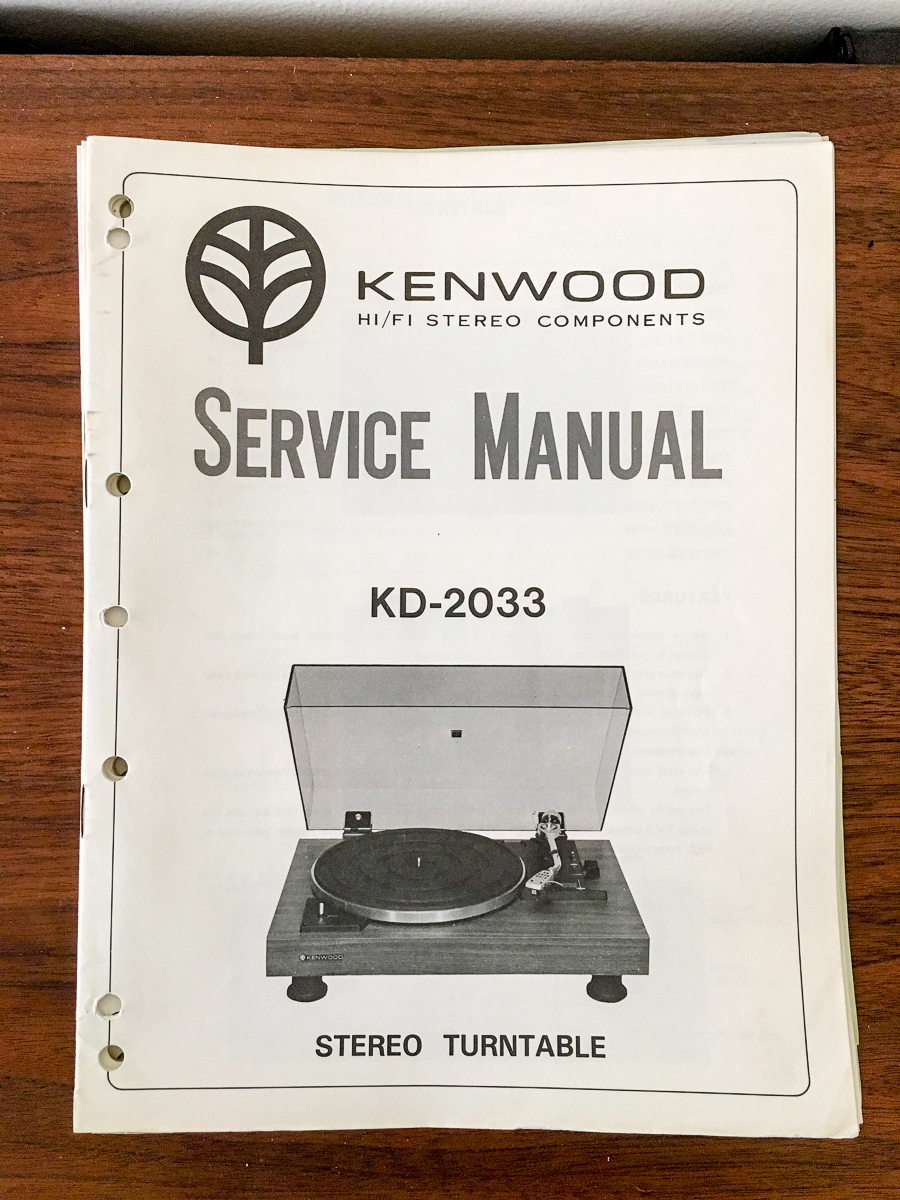 KENWOOD
HI/FI STEREO COMPONENTS
SERVICE MANUAL
KD-2033
KENWOOD
STEREO TURNTABLE